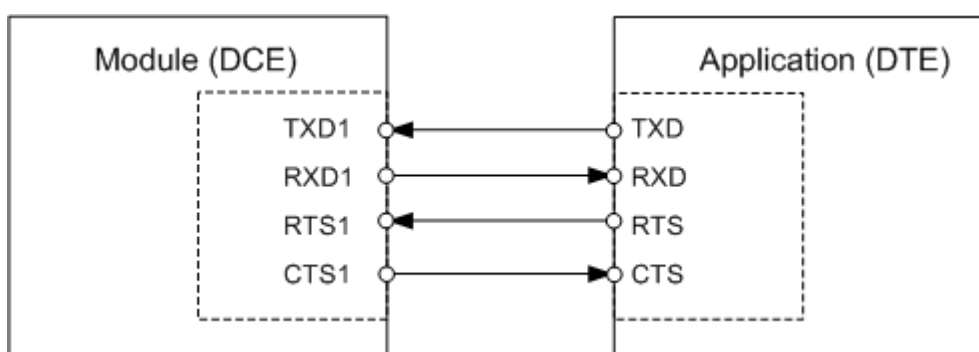 Module (DCE)
Application (DTE)
TXD1
TXD
RXD1
RXD
RTS1
RTS
CTS1
CTS